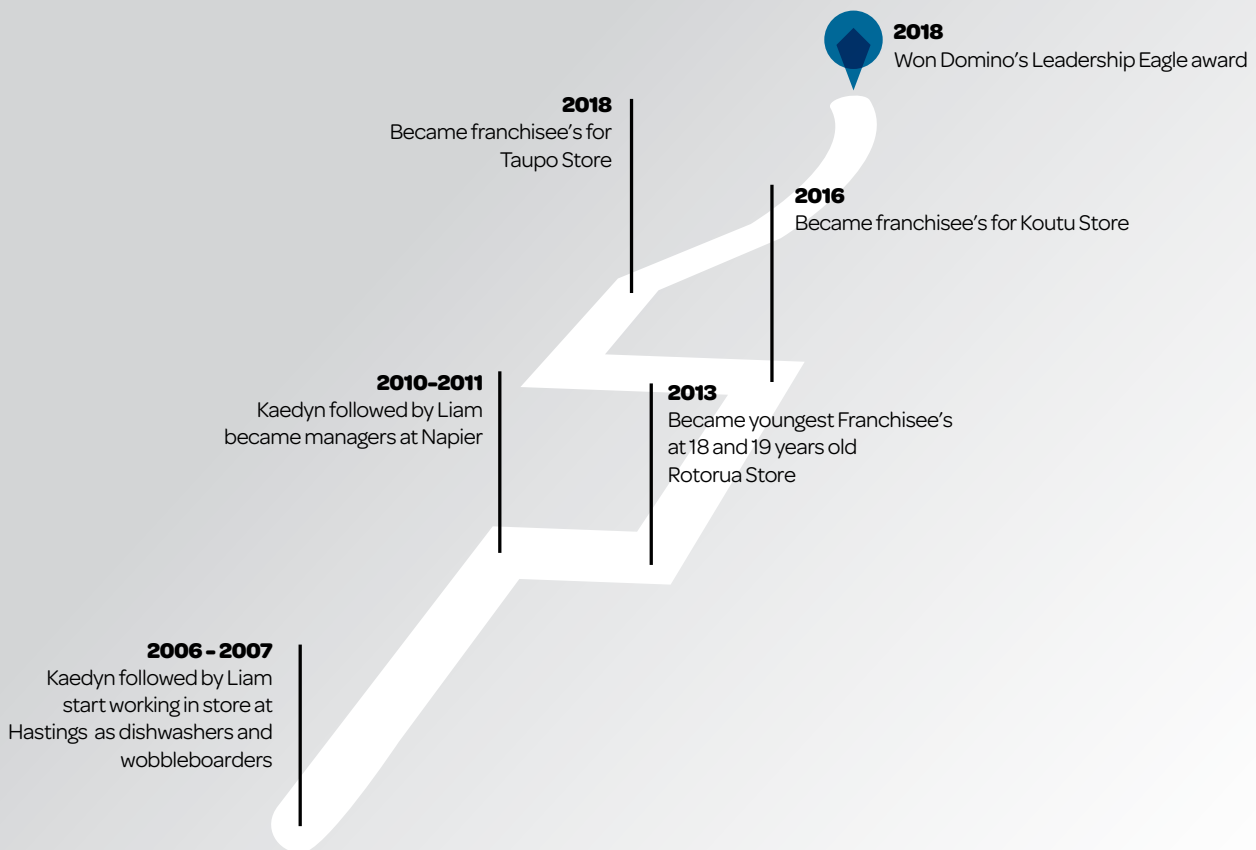 2018
Won Domino's Leadership Eagle award
2018
Became franchisee's for
Taupo Store
2016
Became franchisee's for Koutu Store
2010-2011
Kaedyn followed by Liam
became managers at Napier
2013
Became youngest Franchisee's
at 18 and 19 years old
Rotorua Store
2006 - 2007
Kaedyn followed by Liam
start working in store at
Hastings as dishwashers and
wobbleboarders